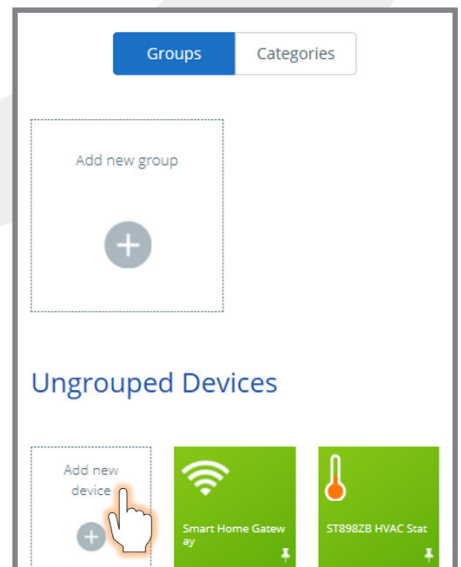 Groups
Categories
Add new group
Ungrouped Devices
Add new
device
Smart Home Gatew
ay
ST898ZB HVAC Stat